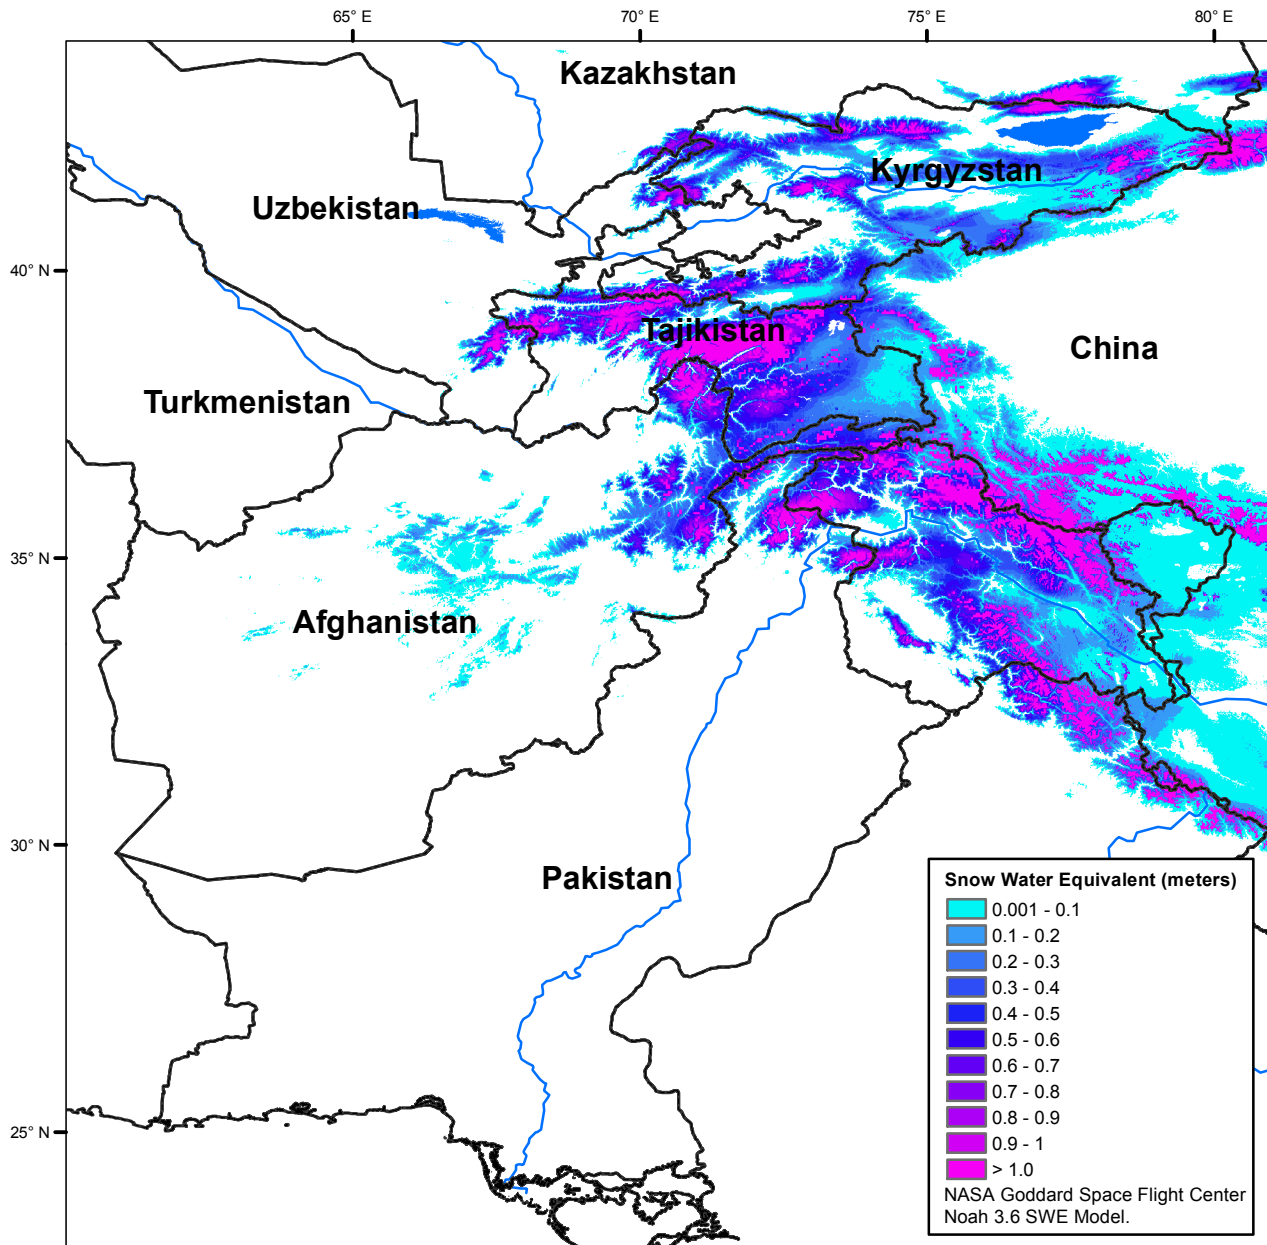 65° E
70° E
75° E
80° E
Kazakhstan
Kyrgyzstan
Uzbekistan
40° N
Tajikistan
China
Turkmenistan
35° N
Afghanistan
30° N
Pakistan
25° N
Snow Water Equivalent (meters)
0.001 - 0.1
0.1 - 0.2
0.2 - 0.3
0.3 - 0.4
0.4 - 0.5
0.5 - 0.6
0.6 - 0.7
0.7 - 0.8
0.8 - 0.9
0.9 - 1
> 1.0
NASA Goddard Space Flight Center
Noah 3.6 SWE Model.